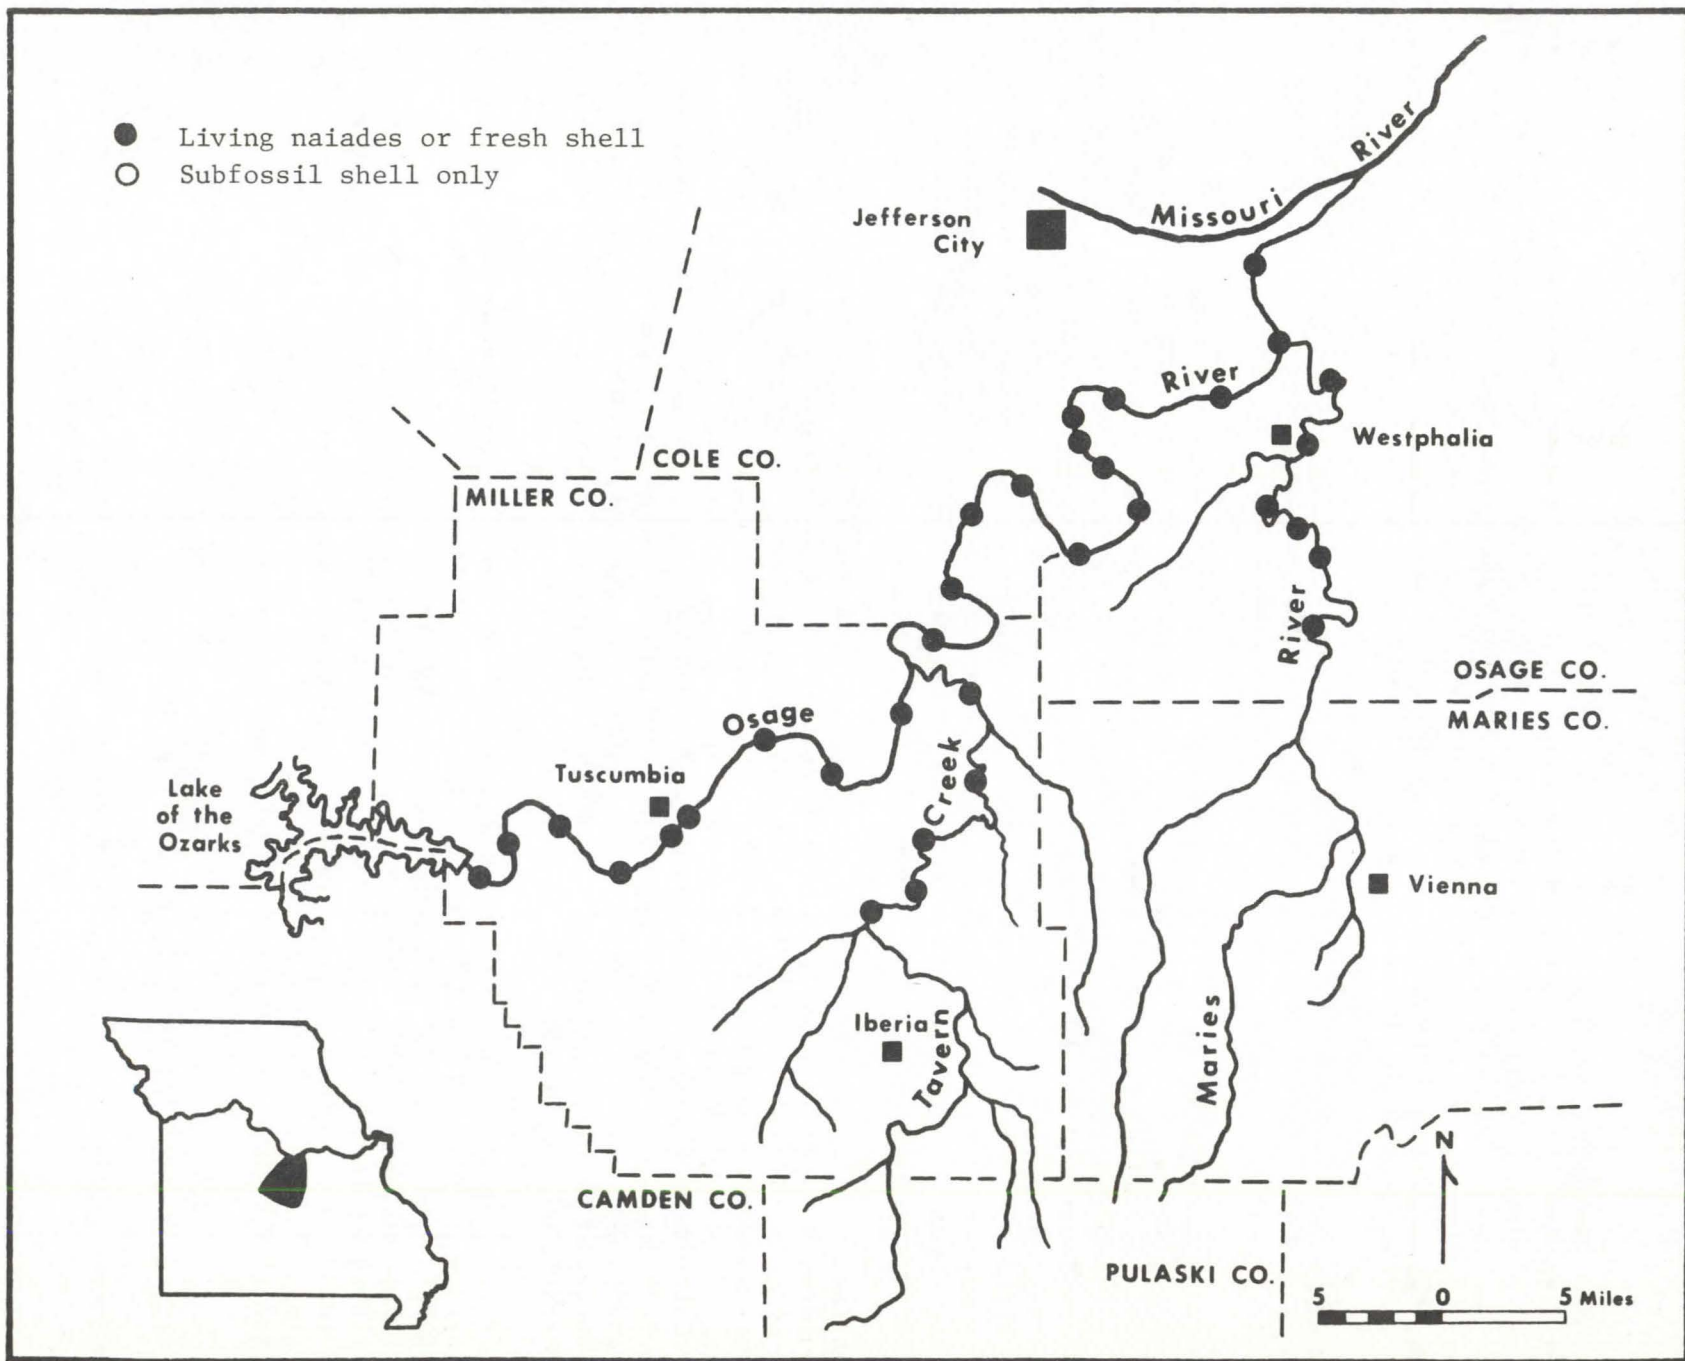 Living naiades or fresh shell
Subfossil shell only
Jefferson
City
Missouri River
River
Westphalia
COLE CO.
MILLER CO.
River
OSAGE CO.
MARIES CO.
Osage
Creek
Tuscumbia
Lake
of the
Ozarks
Vienna
Iberia
Tavern
Maries
CAMDEN CO.
PULASKI CO.
N
5 0 5 Miles